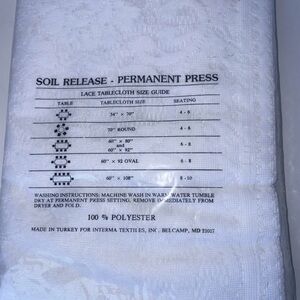 SOIL RELEASE - PERMANENT PRESS
LACE TABLECLOTH SIZE GUIDE
TABLE TABLECLOTH SIZE SEATING
54" × 70" 4 - 6
70" ROUND 4 - 6
60" × 80"
and 6 - 8
60" × 92"
60" × 92 OVAL 6 - 8
60" × 108" 8 - 10
WASHING INSTRUCTIONS: MACHINE WASH IN WARM WATER TUMBLE
DRY AT PERMANENT PRESS SETTING, REMOVE IMMEDIATELY FROM
DRYER AND FOLD.
100 % POLYESTER
MADE IN TURKEY FOR INTERMA TEXTILES, INC. BELCAMP, MD 21017